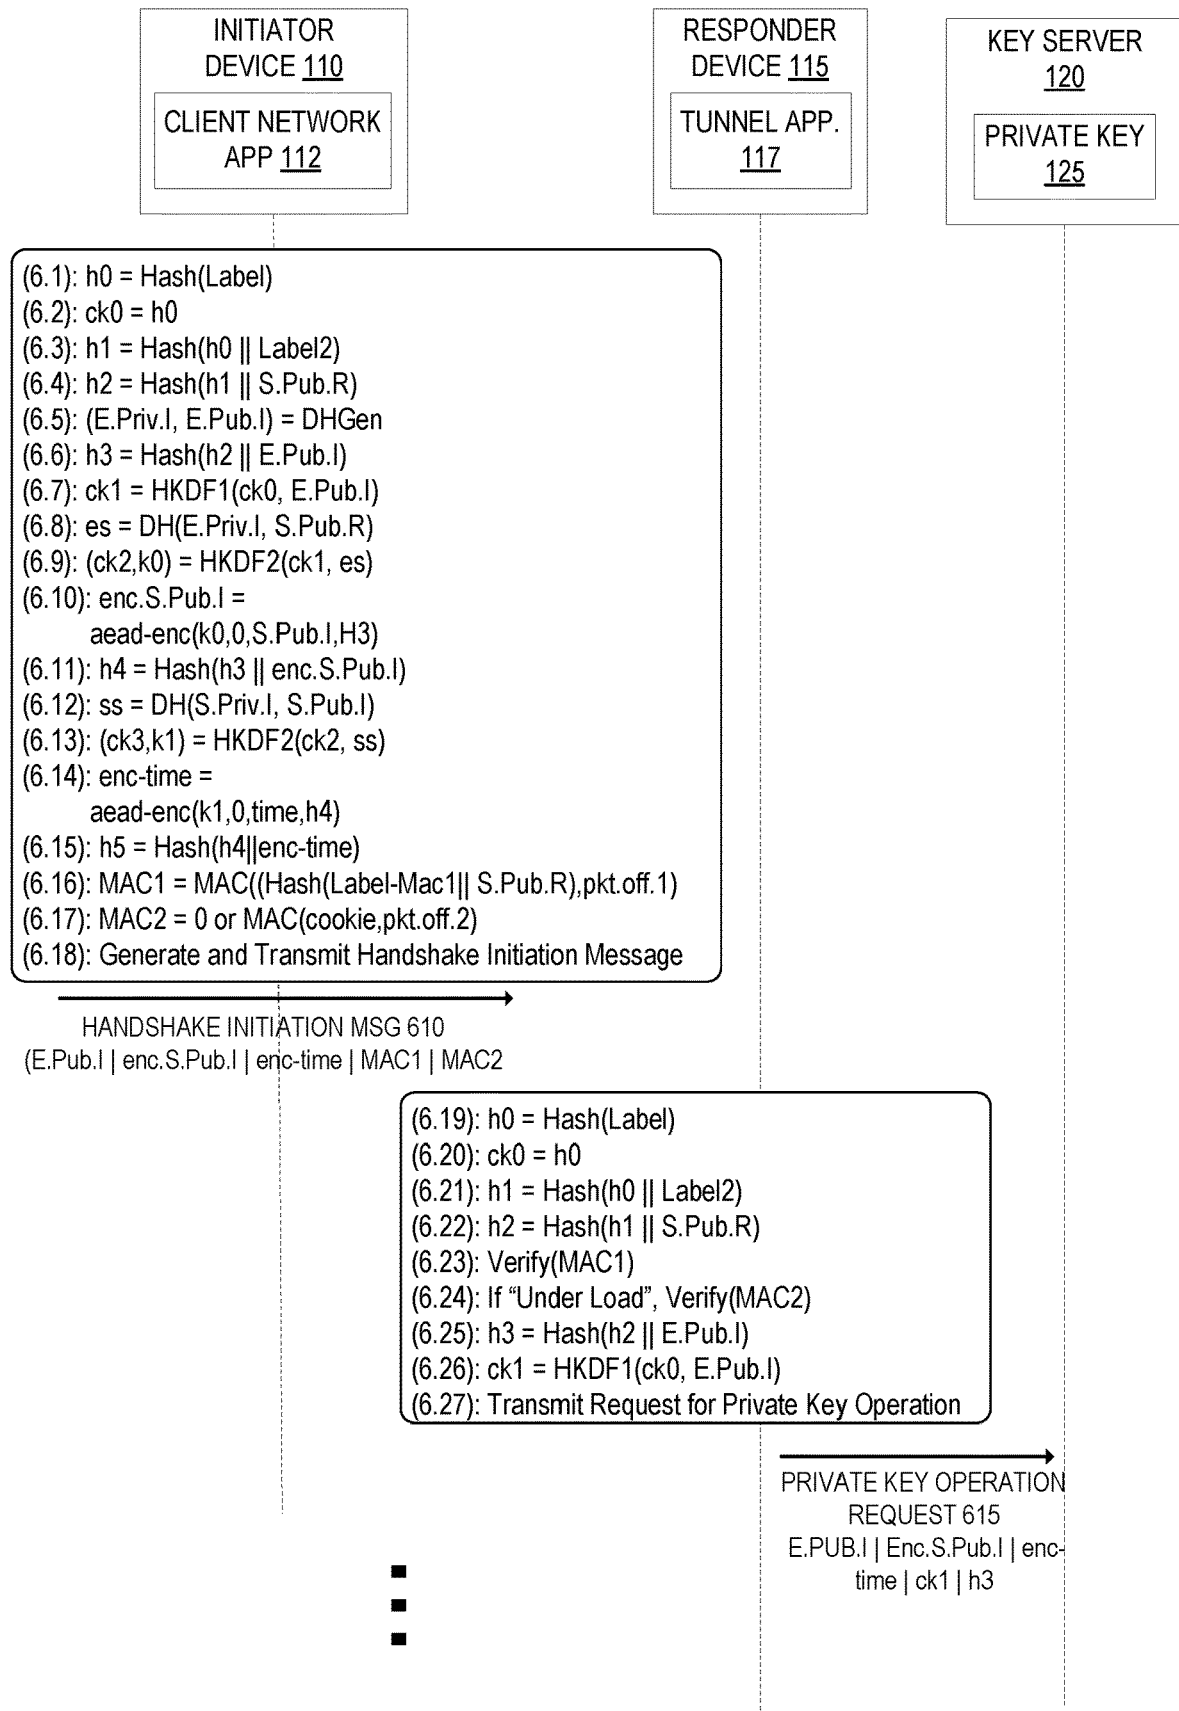 INITIATOR
DEVICE 110
CLIENT NETWORK
APP 112
RESPONDER
DEVICE 115
TUNNEL APP.
117
KEY SERVER
120
PRIVATE KEY
125
(6.1): h0 = Hash(Label)
(6.2): ck0 = h0
(6.3): h1 = Hash(h0 || Label2)
(6.4): h2 = Hash(h1 || S.Pub.R)
(6.5): (E.Priv.I, E.Pub.I) = DHGen
(6.6): h3 = Hash(h2 || E.Pub.I)
(6.7): ck1 = HKDF1(ck0, E.Pub.I)
(6.8): es = DH(E.Priv.I, S.Pub.R)
(6.9): (ck2,k0) = HKDF2(ck1, es)
(6.10): enc.S.Pub.I =
aead-enc(k0,0,S.Pub.I,H3)
(6.11): h4 = Hash(h3 || enc.S.Pub.I)
(6.12): ss = DH(S.Priv.I, S.Pub.I)
(6.13): (ck3,k1) = HKDF2(ck2, ss)
(6.14): enc-time =
aead-enc(k1,0,time,h4)
(6.15): h5 = Hash(h4||enc-time)
(6.16): MAC1 = MAC((Hash(Label-Mac1|| S.Pub.R),pkt.off.1)
(6.17): MAC2 = 0 or MAC(cookie,pkt.off.2)
(6.18): Generate and Transmit Handshake Initiation Message
HANDSHAKE INITIATION MSG 610
(E.Pub.I | enc.S.Pub.I | enc-time | MAC1 | MAC2
(6.19): h0 = Hash(Label)
(6.20): ck0 = h0
(6.21): h1 = Hash(h0 || Label2)
(6.22): h2 = Hash(h1 || S.Pub.R)
(6.23): Verify(MAC1)
(6.24): If “Under Load”, Verify(MAC2)
(6.25): h3 = Hash(h2 || E.Pub.I)
(6.26): ck1 = HKDF1(ck0, E.Pub.I)
(6.27): Transmit Request for Private Key Operation
PRIVATE KEY OPERATION
REQUEST 615
E.PUB.I | Enc.S.Pub.I | enc-
time | ck1 | h3